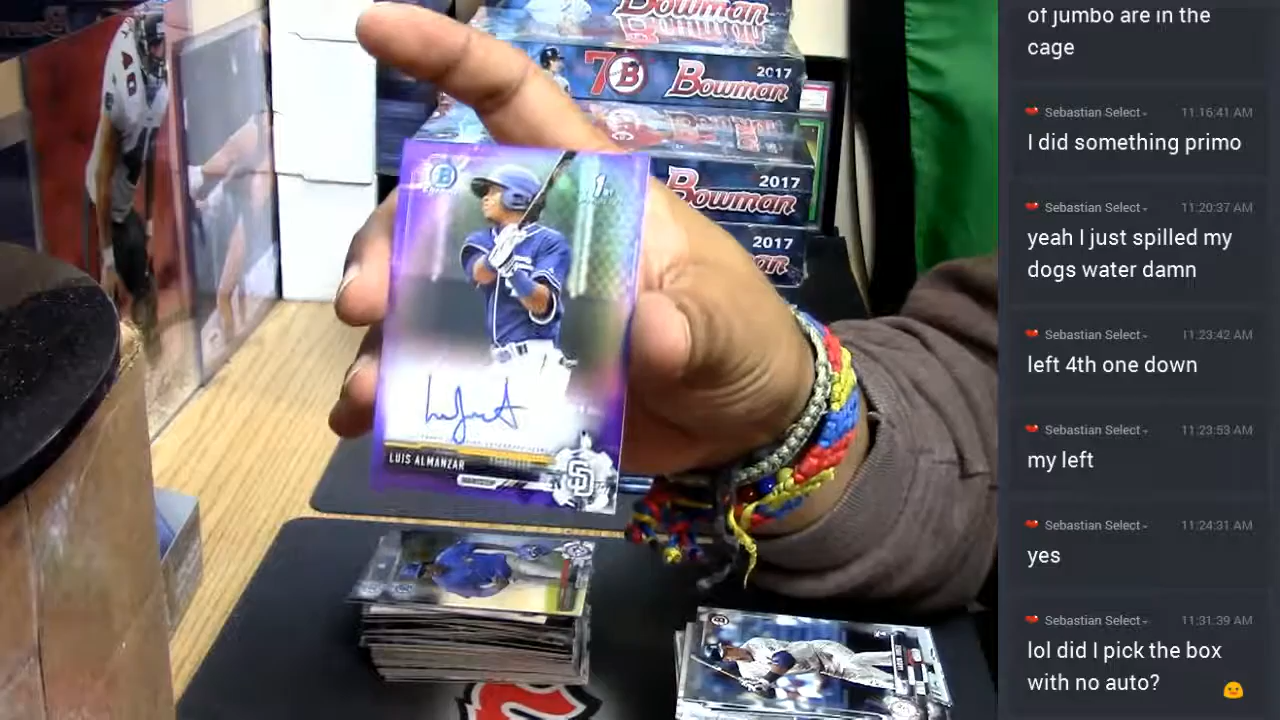 Bowman
70 B Bowman 2017
Bowman 2017
2017
B
1st
LUIS ALMANZAR
SD
of jumbo are in the
cage
Sebastian Select 11:16:41 AM
I did something primo
Sebastian Select 11:20:37 AM
yeah I just spilled my
dogs water damn
Sebastian Select 11:23:42 AM
left 4th one down
Sebastian Select 11:23:53 AM
my left
Sebastian Select 11:24:31 AM
yes
Sebastian Select 11:31:39 AM
lol did I pick the box
with no auto?